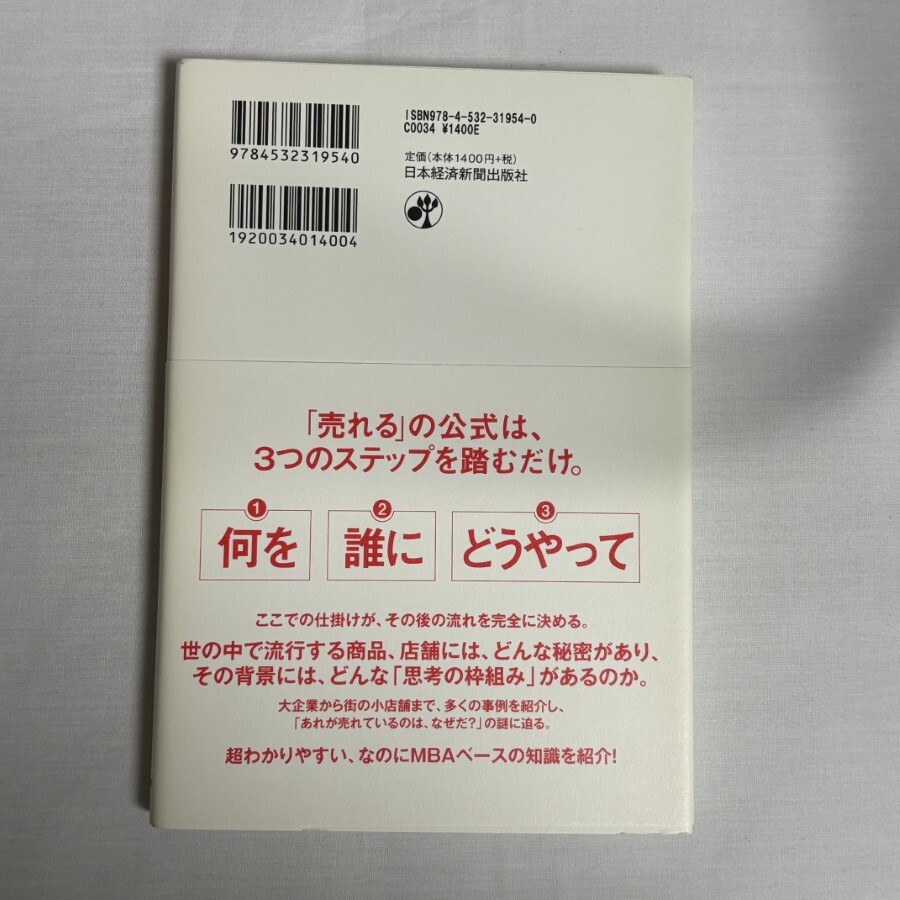 ISBN978-4-532-31954-0
C0034 ¥1400E
9784532319540
定価(本体1400円+税)
日本経済新聞出版社
1920034014004
「売れる」の公式は、
3つのステップを踏むだけ。
1 2 3
何を 誰に どうやって
ここでの仕掛けが、その後の流れを完全に決める。
世の中で流行する商品、店舗には、どんな秘密があり、
その背景には、どんな「思考の枠組み」があるのか。
大企業から街の小店舗まで、多くの事例を紹介し、
「あれが売れているのは、なぜだ?」の謎に迫る。
超わかりやすい、なのにMBAベースの知識を紹介!